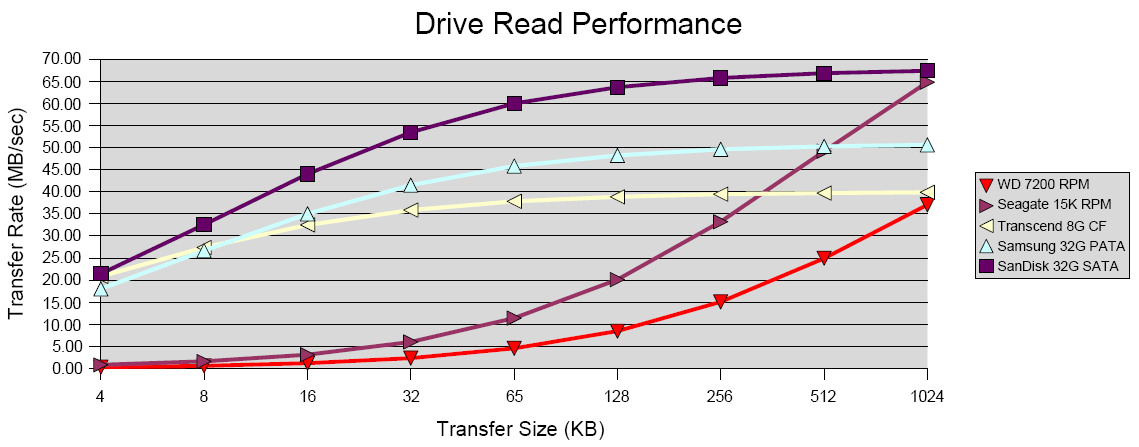 Drive Read Performance
Transfer Rate (MB/sec)
70.00
65.00
60.00
55.00
50.00
45.00
40.00
35.00
30.00
25.00
20.00
15.00
10.00
5.00
0.00
4 8 16 32 65 128 256 512 1024
Transfer Size (KB)
WD 7200 RPM
Seagate 15K RPM
Transcend 8G CF
Samsung 32G PATA
SanDisk 32G SATA